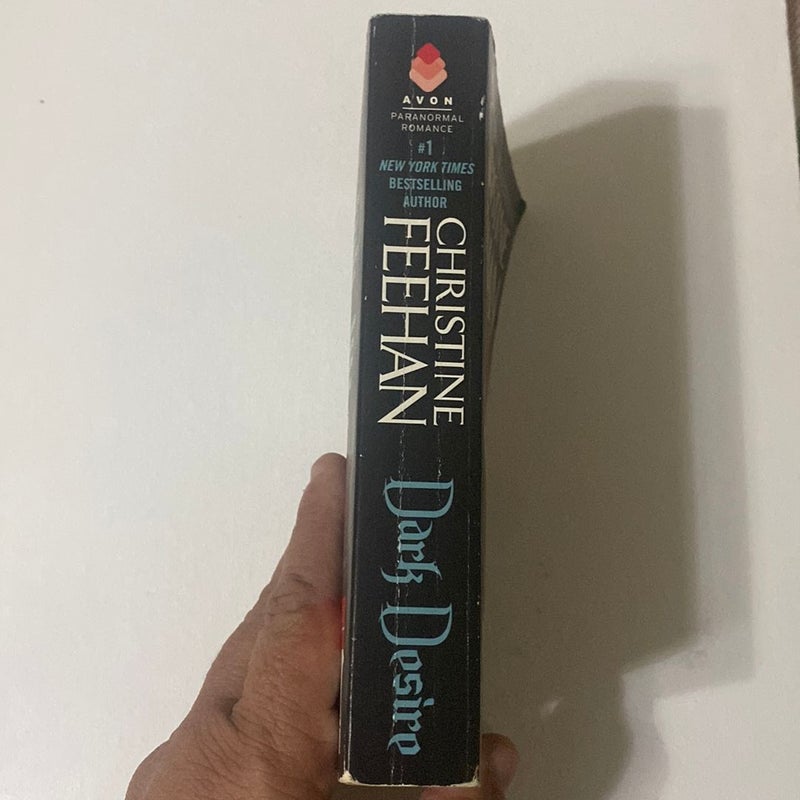 AVON
PARANORMAL
ROMANCE
#1
NEW YORK TIMES
BESTSELLING
AUTHOR
CHRISTINE
FEEHAN
Dark Desire